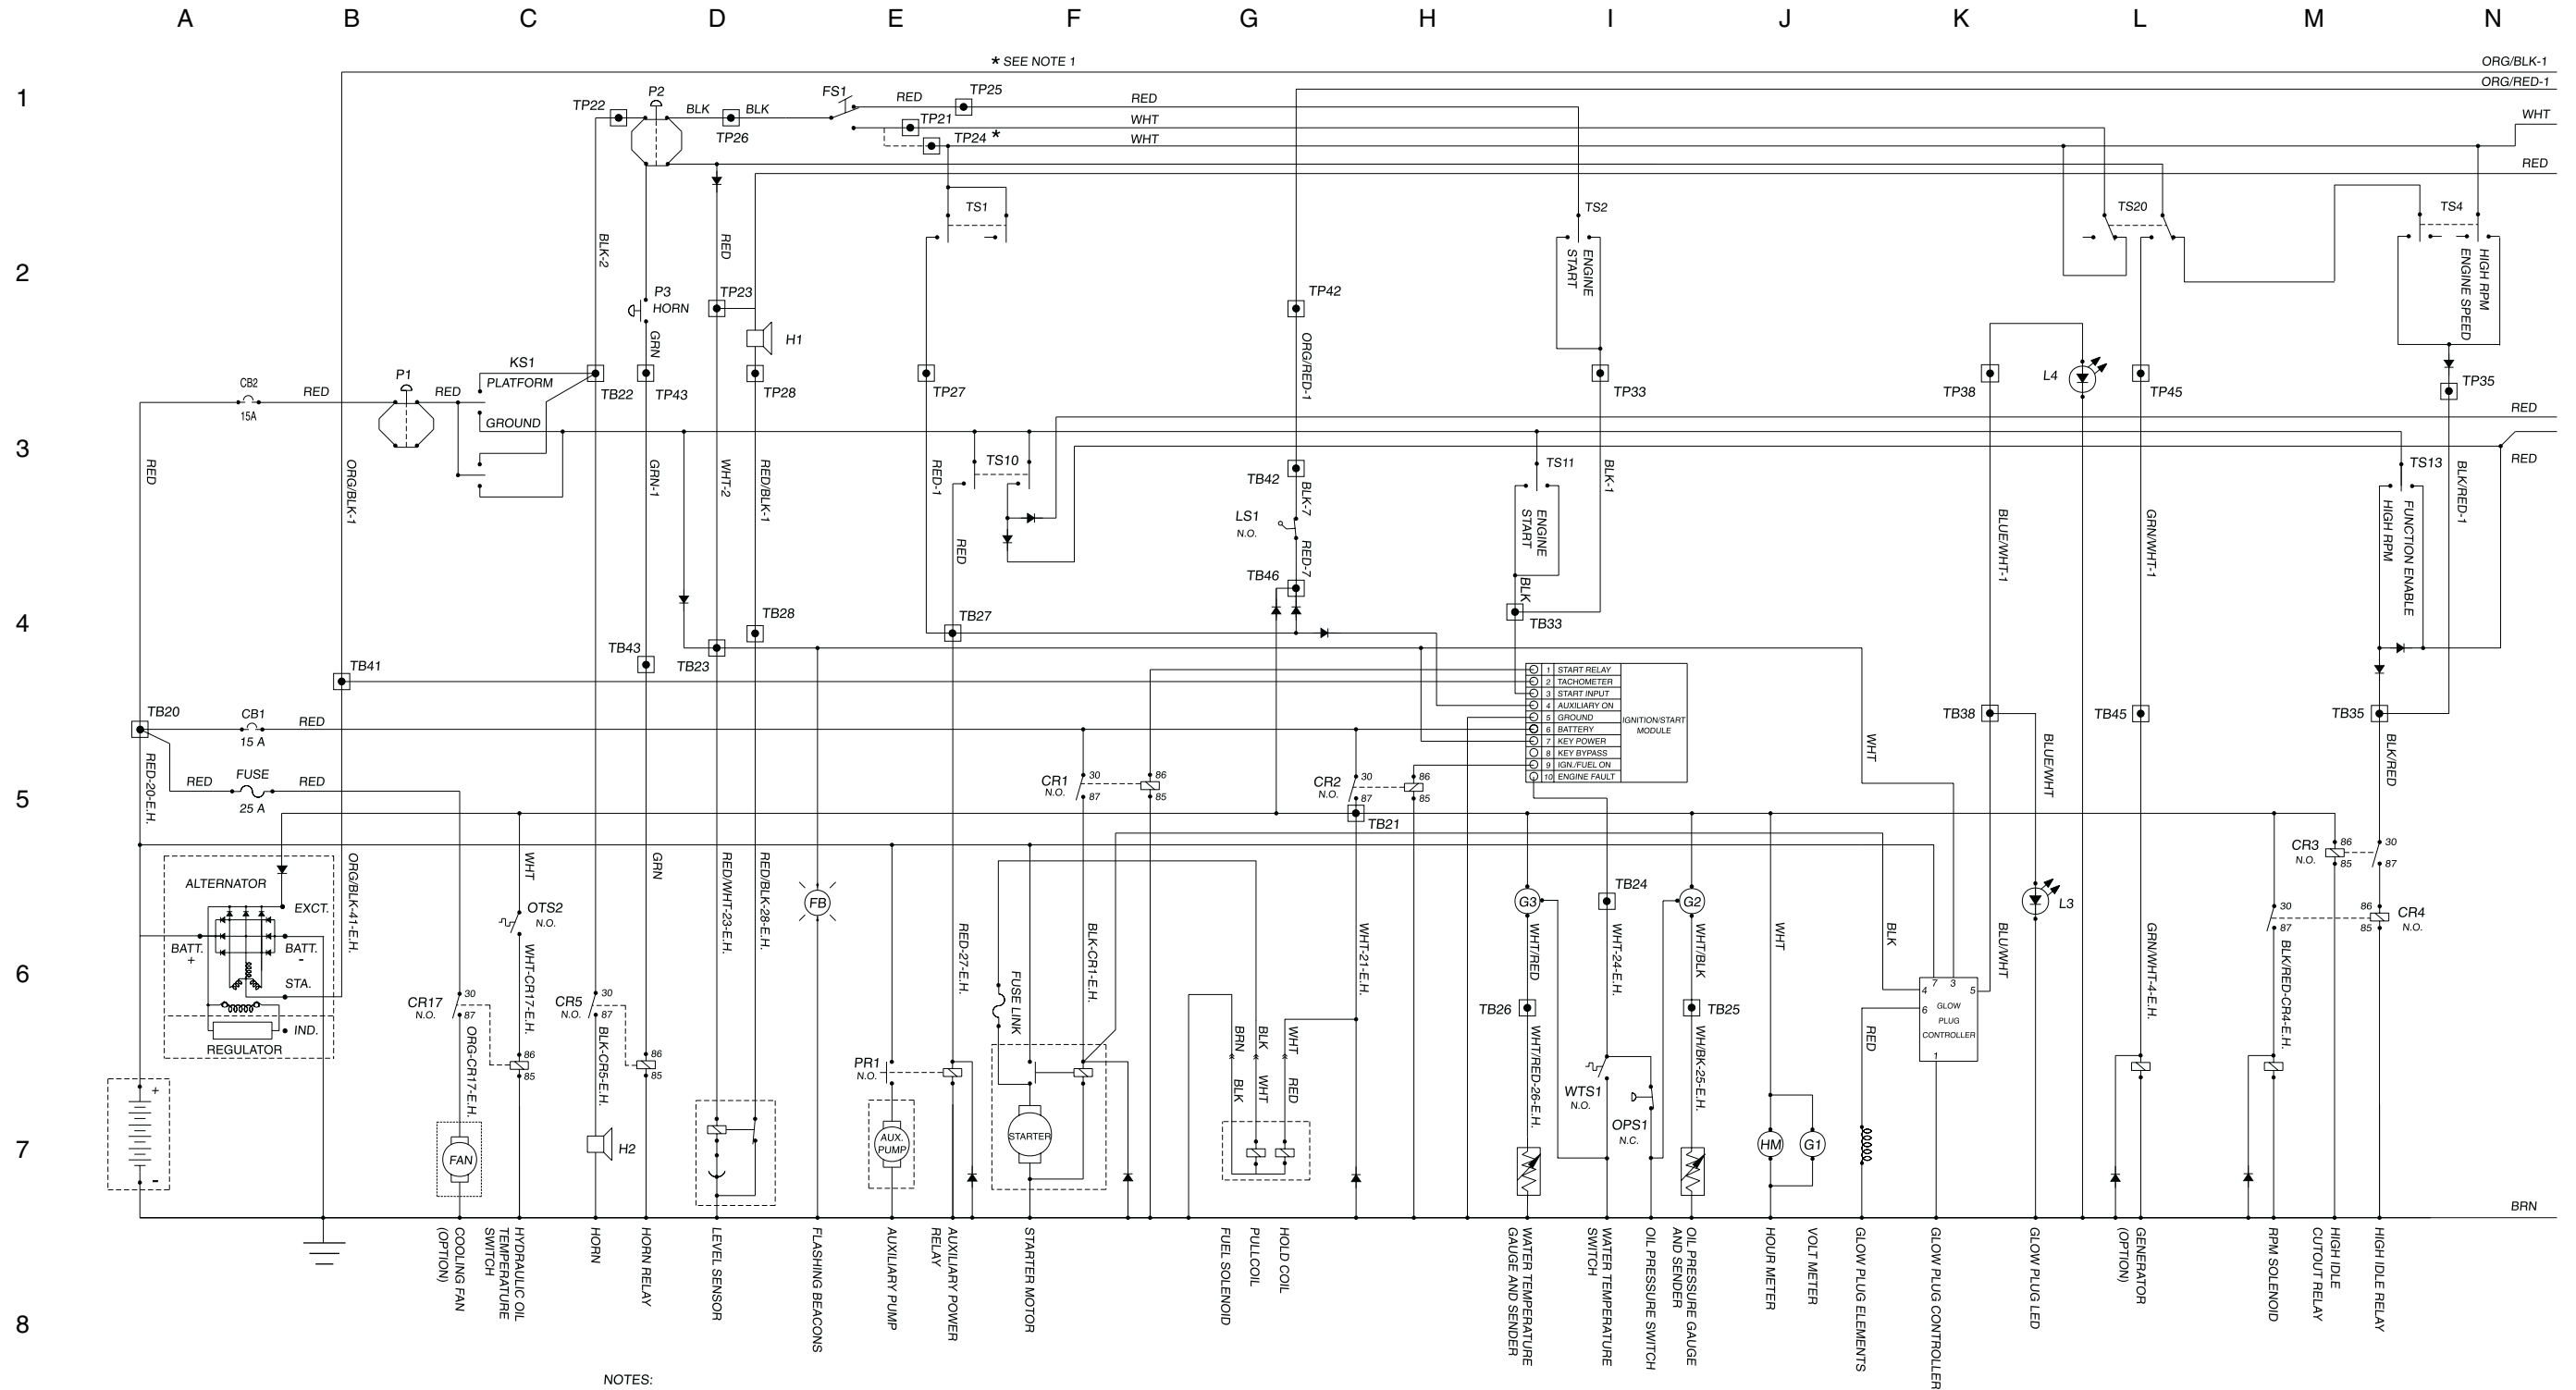 A B C D E F G H I J K L M N
* SEE NOTE 1
ORG/BLK-1
ORG/RED-1
1
TP22
P2
BLK
BLK
TP26
FS1
RED
TP25
RED
TP21
WHT
TP24 *
WHT
WHT
RED
TS1
TS2
TS20
TS4
2
BLK-2
RED
ENGINE
START
HIGH RPM
ENGINE SPEED
P3
HORN
TP23
H1
GRN
TP42
ORG/RED-1
CB2
15A
RED
P1
RED
KS1
PLATFORM
GROUND
TB22
TP43
TP28
TP27
TP33
TP38
L4
TP45
TP35
RED
3
RED
ORG/BLK-1
GRN-1
WHT-2
RED/BLK-1
RED-1
TS10
RED
TB42
BLK-7
LS1
N.O.
RED-7
TB46
TS11
BLK-1
ENGINE
START
BLK
BLUE/WHT-1
GRN/WHT-1
TS13
HIGH RPM
FUNCTION ENABLE
BLK/RED-1
RED
4
TB28
TB27
TB33
TB43
TB23
TB41
1 START RELAY
2 TACHOMETER
3 START INPUT
4 AUXILIARY ON
5 GROUND
6 BATTERY
7 KEY POWER
8 KEY BYPASS
9 IGN./FUEL ON
10 ENGINE FAULT
IGNITION/START
MODULE
TB20
CB1
15 A
RED
TB38
TB45
TB35
WHT
BLUE/WHT
BLK/RED
5
RED-20-E.H.
RED
FUSE
25 A
RED
CR1
N.O.
30
87
86
85
CR2
N.O.
30
87
86
85
TB21
CR3
N.O.
86
85
30
87
ALTERNATOR
EXCT.
BATT.
+
BATT.
-
STA.
IND.
REGULATOR
ORG/BLK-41-E.H.
WHT
OTS2
N.O.
WHT-CR17-E.H.
GRN
RED/WHT-23-E.H.
RED/BLK-28-E.H.
FB
RED-27-E.H.
FUSE LINK
BLK-CR1-E.H.
WHT-21-E.H.
G3
TB24
G2
WHT/RED
WHT-24-E.H.
WHT/BLK
WHT
BLK
BLU/WHT
L3
GRN/WHT-4-E.H.
30
87
86
85
CR4
N.O.
BLK/RED-CR4-E.H.
6
CR17
N.O.
30
87
ORG-CR17-E.H.
CR5
N.O.
30
87
BLK-CR5-E.H.
86
85
86
85
TB26
TB25
WHT/RED-26-E.H.
WH/BK-25-E.H.
BRN
BLK
WHT
BLK
WHT
RED
RED
4
7
3
5
6
1
GLOW
PLUG
CONTROLLER
PR1
N.O.
WTS1
N.O.
OPS1
N.C.
7
+
-
FAN
H2
AUX.
PUMP
STARTER
HM
G1
BRN
COOLING FAN
(OPTION)
HYDRAULIC OIL
TEMPERATURE
SWITCH
HORN
HORN RELAY
LEVEL SENSOR
FLASHING BEACONS
AUXILIARY PUMP
AUXILIARY POWER
RELAY
STARTER MOTOR
FUEL SOLENOID
PULLCOIL
HOLD COIL
WATER TEMPERATURE
GAUGE AND SENDER
WATER TEMPERATURE
SWITCH
OIL PRESSURE SWITCH
OIL PRESSURE GAUGE
AND SENDER
HOUR METER
VOLT METER
GLOW PLUG ELEMENTS
GLOW PLUG CONTROLLER
GLOW PLUG LED
GENERATOR
(OPTION)
RPM SOLENOID
HIGH IDLE
CUTOUT RELAY
HIGH IDLE RELAY
8
NOTES: